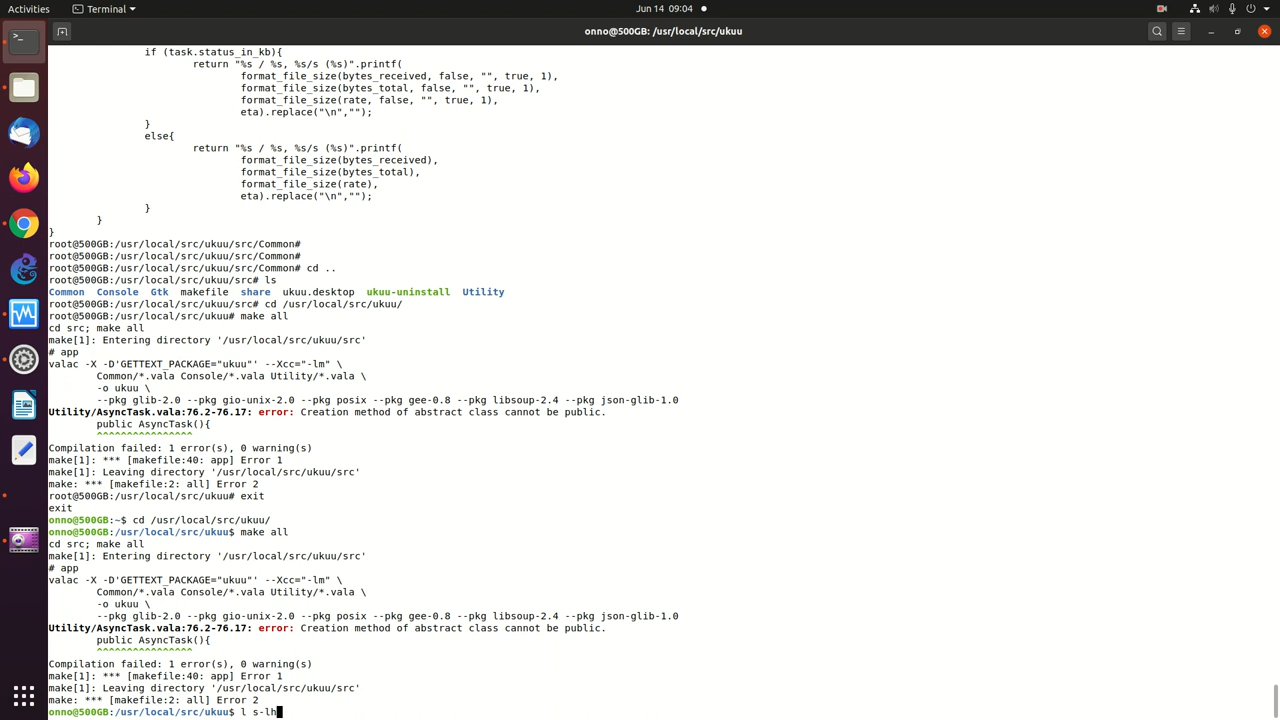 Activities
Terminal
Jun 14 09:04
onno@500GB: /usr/local/src/ukuu
if (task.status_in_kb){
return "%s / %s, %s/s (%s)".printf(
format_file_size(bytes_received, false, "", true, 1),
format_file_size(bytes_total, false, "", true, 1),
format_file_size(rate, false, "", true, 1),
eta).replace("\n","");
}
else{
return "%s / %s, %s/s (%s)".printf(
format_file_size(bytes_received),
format_file_size(bytes_total),
format_file_size(rate),
eta).replace("\n","");
}
}
}
root@500GB:/usr/local/src/ukuu/src/Common#
root@500GB:/usr/local/src/ukuu/src/Common#
root@500GB:/usr/local/src/ukuu/src/Common# cd ..
root@500GB:/usr/local/src/ukuu/src# ls
Common Console Gtk makefile share ukuu.desktop ukuu-uninstall Utility
root@500GB:/usr/local/src/ukuu/src# cd /usr/local/src/ukuu/
root@500GB:/usr/local/src/ukuu# make all
cd src; make all
make[1]: Entering directory '/usr/local/src/ukuu/src'
# app
valac -X -D'GETTEXT_PACKAGE="ukuu"' --Xcc="-lm" \
Common/*.vala Console/*.vala Utility/*.vala \
-o ukuu \
--pkg glib-2.0 --pkg gio-unix-2.0 --pkg posix --pkg gee-0.8 --pkg libsoup-2.4 --pkg json-glib-1.0
Utility/AsyncTask.vala:76.2-76.17: error: Creation method of abstract class cannot be public.
public AsyncTask(){
^^^^^^^^^^^^^^^^
Compilation failed: 1 error(s), 0 warning(s)
make[1]: *** [makefile:40: app] Error 1
make[1]: Leaving directory '/usr/local/src/ukuu/src'
make: *** [makefile:2: all] Error 2
root@500GB:/usr/local/src/ukuu# exit
exit
onno@500GB:~$ cd /usr/local/src/ukuu/
onno@500GB:/usr/local/src/ukuu$ make all
cd src; make all
make[1]: Entering directory '/usr/local/src/ukuu/src'
# app
valac -X -D'GETTEXT_PACKAGE="ukuu"' --Xcc="-lm" \
Common/*.vala Console/*.vala Utility/*.vala \
-o ukuu \
--pkg glib-2.0 --pkg gio-unix-2.0 --pkg posix --pkg gee-0.8 --pkg libsoup-2.4 --pkg json-glib-1.0
Utility/AsyncTask.vala:76.2-76.17: error: Creation method of abstract class cannot be public.
public AsyncTask(){
^^^^^^^^^^^^^^^^
Compilation failed: 1 error(s), 0 warning(s)
make[1]: *** [makefile:40: app] Error 1
make[1]: Leaving directory '/usr/local/src/ukuu/src'
make: *** [makefile:2: all] Error 2
onno@500GB:/usr/local/src/ukuu$ l s-lh